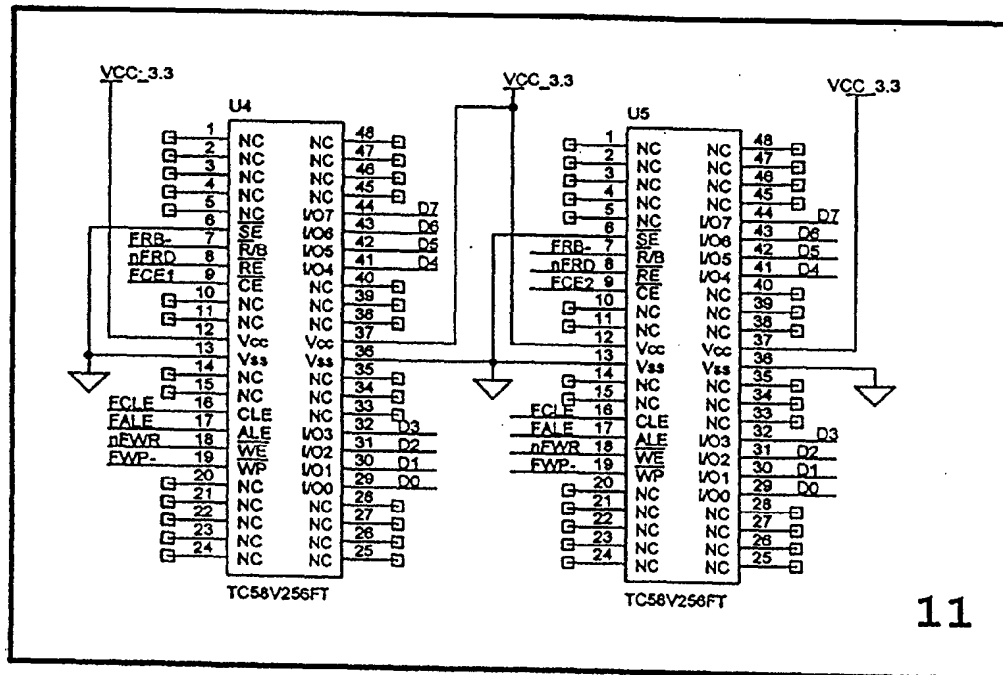 VCC_3.3
U4
1 NC NC 48
2 NC NC 47
3 NC NC 46
4 NC NC 45
5 NC I/O7 44 D7
6 SE I/O6 43 D6
FRB- 7 R/B I/O5 42 D5
nFRD 8 RE I/O4 41 D4
FCE1 9 CE NC 40
10 NC NC 39
11 NC NC 38
12 Vcc Vcc 37
13 Vss Vss 36
14 NC NC 35
15 NC NC 34
FCLE 16 CLE NC 33
FALE 17 ALE I/O3 32 D3
nFWR 18 WE I/O2 31 D2
FWP- 19 WP I/O1 30 D1
20 NC I/O0 29 D0
21 NC NC 28
22 NC NC 27
23 NC NC 26
24 NC NC 25
TC58V256FT
VCC_3.3
VCC_3.3
U5
1 NC NC 48
2 NC NC 47
3 NC NC 46
4 NC NC 45
5 NC I/O7 44 D7
6 SE I/O6 43 D6
FRB- 7 R/B I/O5 42 D5
nFRD 8 RE I/O4 41 D4
FCE2 9 CE NC 40
10 NC NC 39
11 NC NC 38
12 Vcc Vcc 37
13 Vss Vss 36
14 NC NC 35
15 NC NC 34
FCLE 16 CLE NC 33
FALE 17 ALE I/O3 32 D3
nFWR 18 WE I/O2 31 D2
FWP- 19 WP I/O1 30 D1
20 NC I/O0 29 D0
21 NC NC 28
22 NC NC 27
23 NC NC 26
24 NC NC 25
TC58V256FT
11